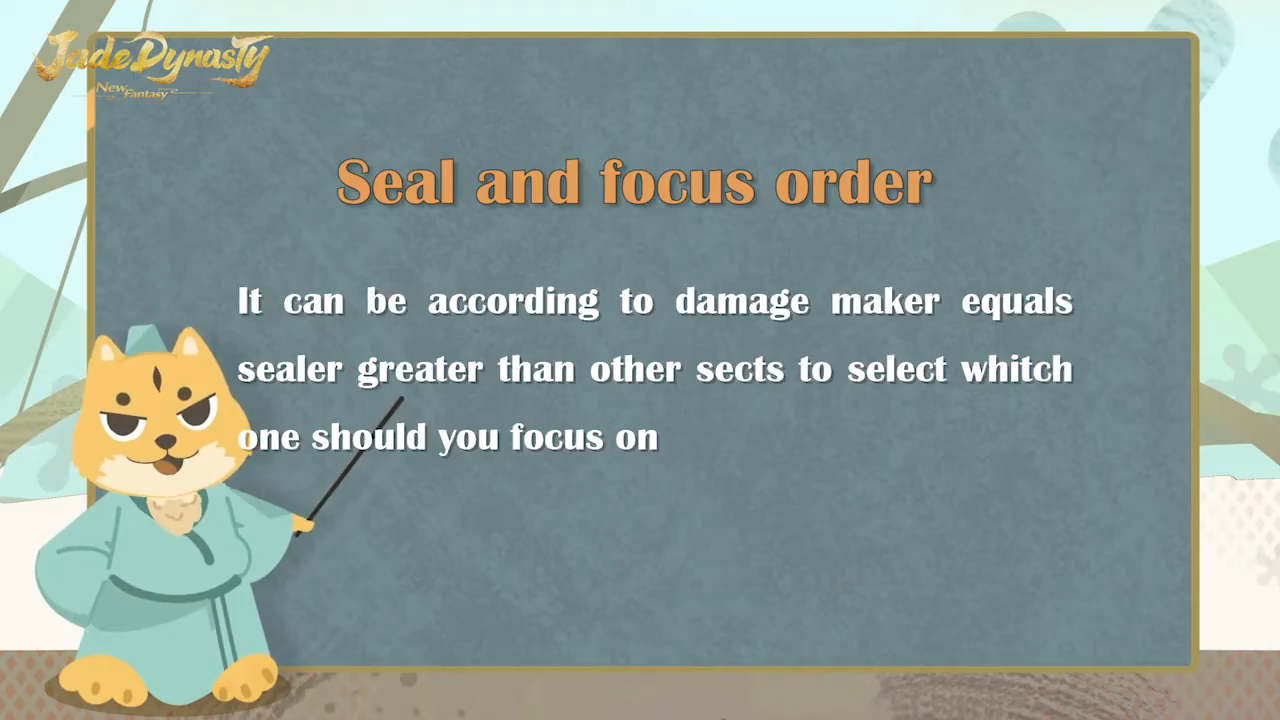 Jade Dynasty
New Fantasy
Seal and focus order
It can be according to damage maker equals
sealer greater than other sects to select whitch
one should you focus on